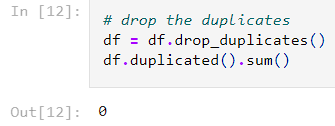 In [12]:
# drop the duplicates
df = df.drop_duplicates()
df.duplicated().sum()
Out[12]: 0